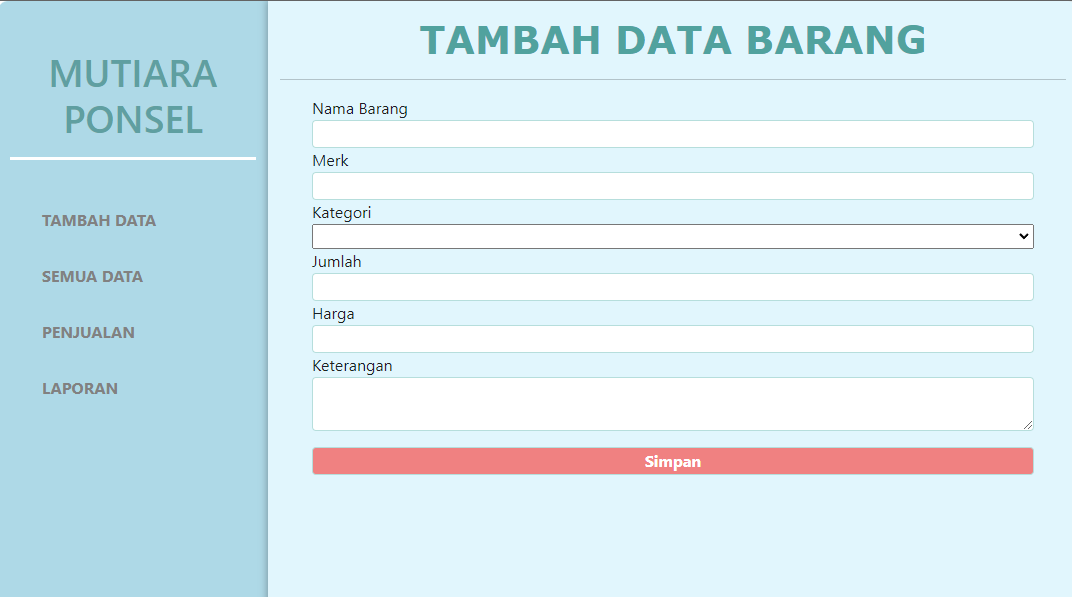 MUTIARA
PONSEL
TAMBAH DATA
SEMUA DATA
PENJUALAN
LAPORAN
TAMBAH DATA BARANG
Nama Barang
Merk
Kategori
Jumlah
Harga
Keterangan
Simpan